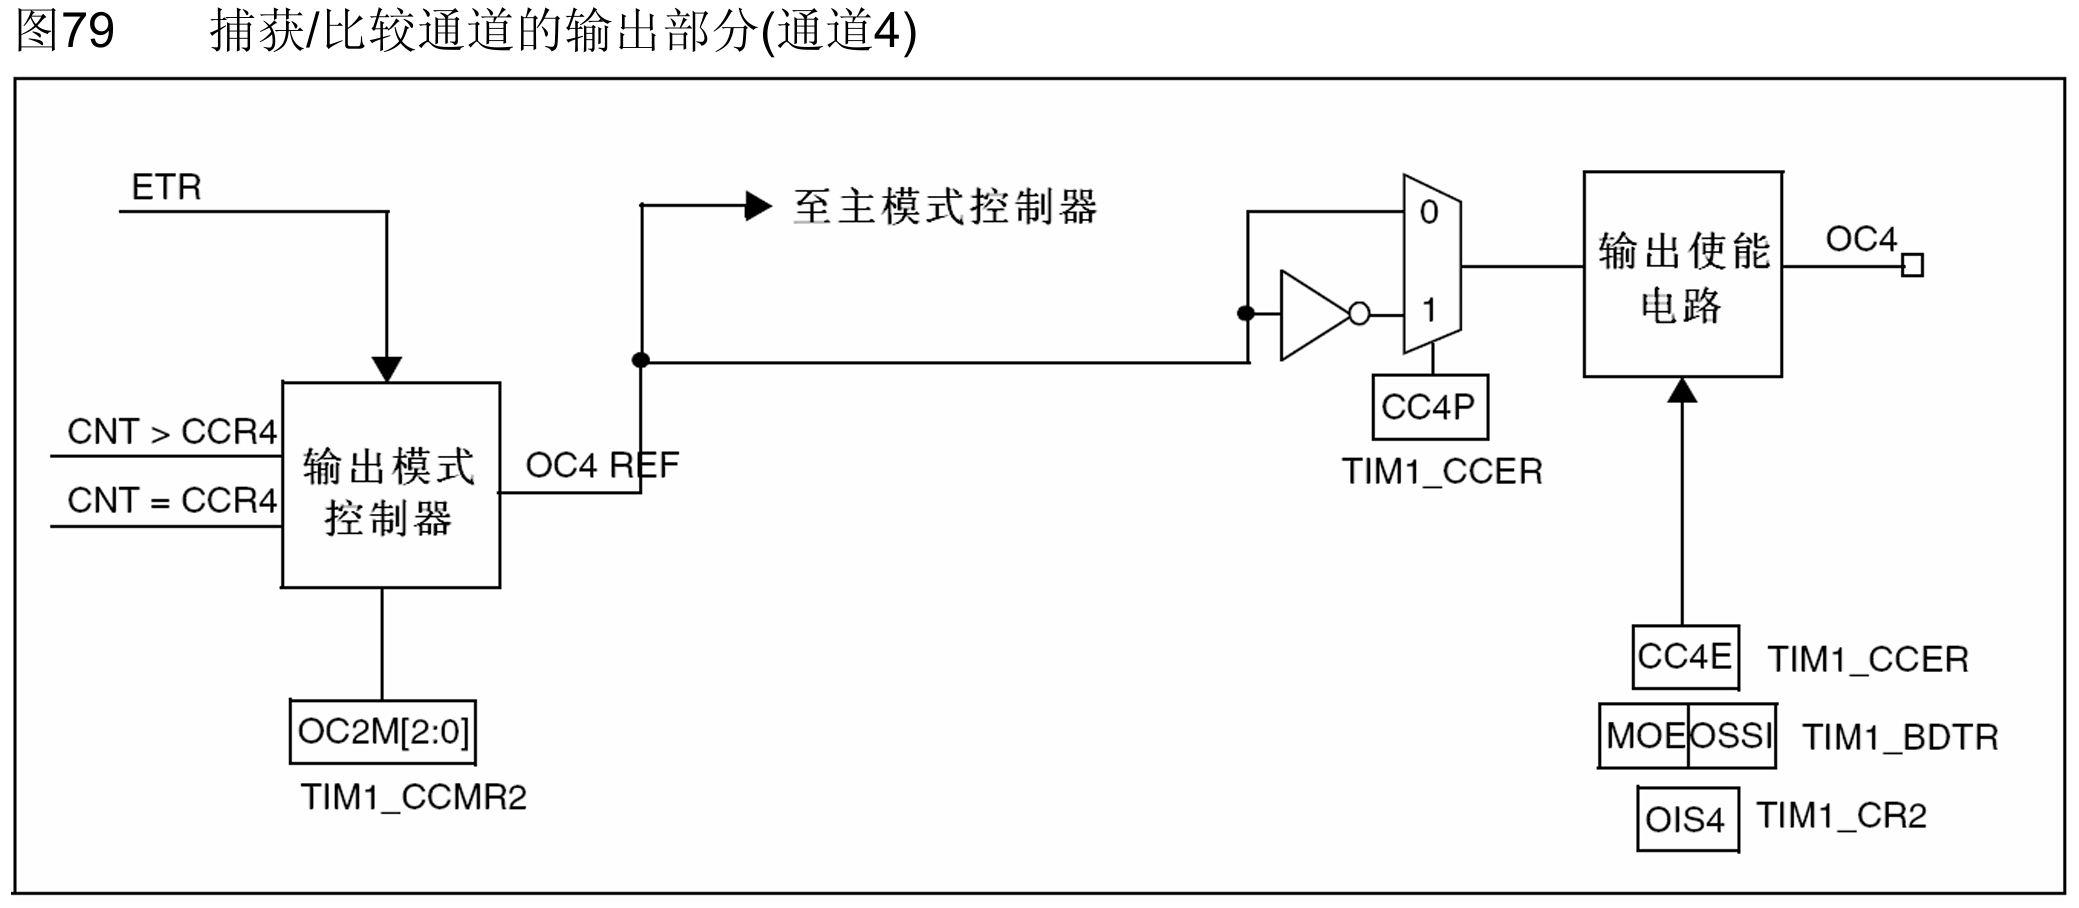 图79 捕获/比较通道的输出部分(通道4)
ETR
至主模式控制器
0
1
输出使能
电路
OC4
CC4P
TIM1_CCER
CNT > CCR4
CNT = CCR4
输出模式
控制器
OC4 REF
OC2M[2:0]
TIM1_CCMR2
CC4E TIM1_CCER
MOE OSSI TIM1_BDTR
OIS4 TIM1_CR2